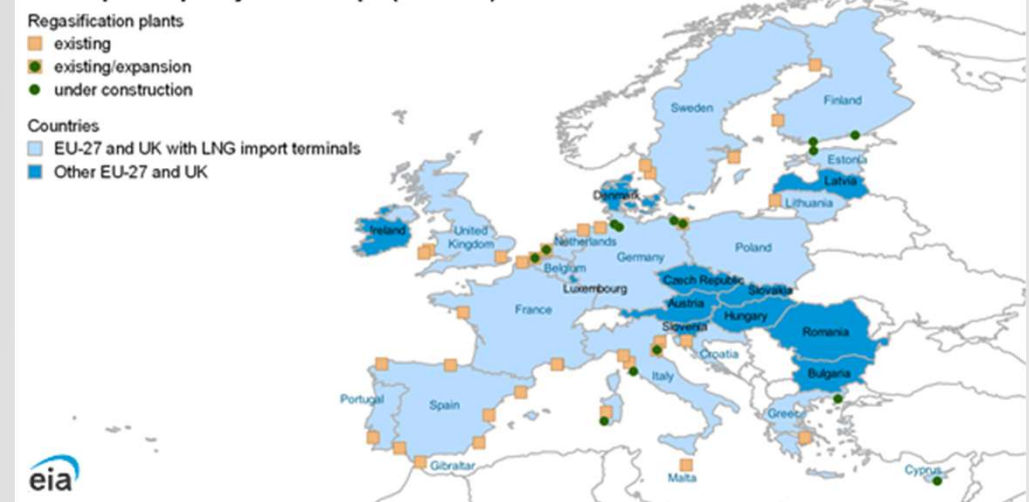 Regasification plants
existing
existing/expansion
under construction
Countries
EU-27 and UK with LNG import terminals
Other EU-27 and UK
Sweden
Finland
Estonia
Latvia
Lithuania
Denmark
Ireland
United
Kingdom
Netherlands
Germany
Poland
Belgium
Luxembourg
Czech Republic
Slovakia
Austria
Hungary
France
Slovenia
Romania
Croatia
Bulgaria
Italy
Portugal
Spain
Greece
Gibraltar
Malta
Cyprus
eia